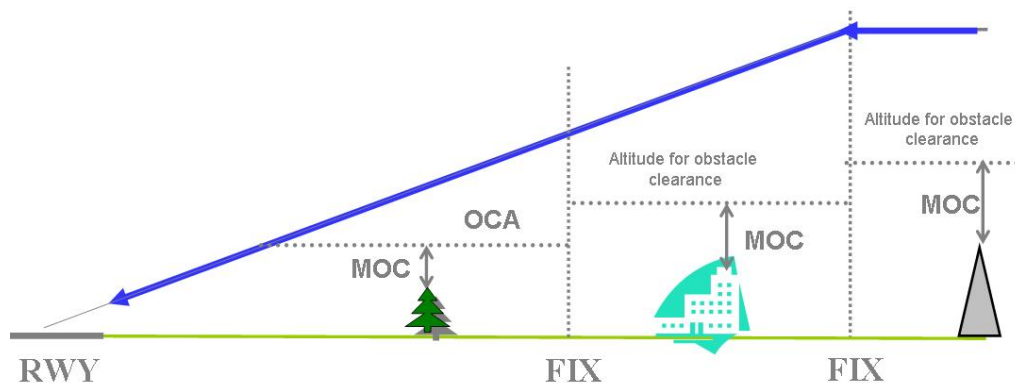 Altitude for obstacle
clearance
Altitude for obstacle
clearance
MOC
OCA
MOC
MOC
RWY
FIX
FIX